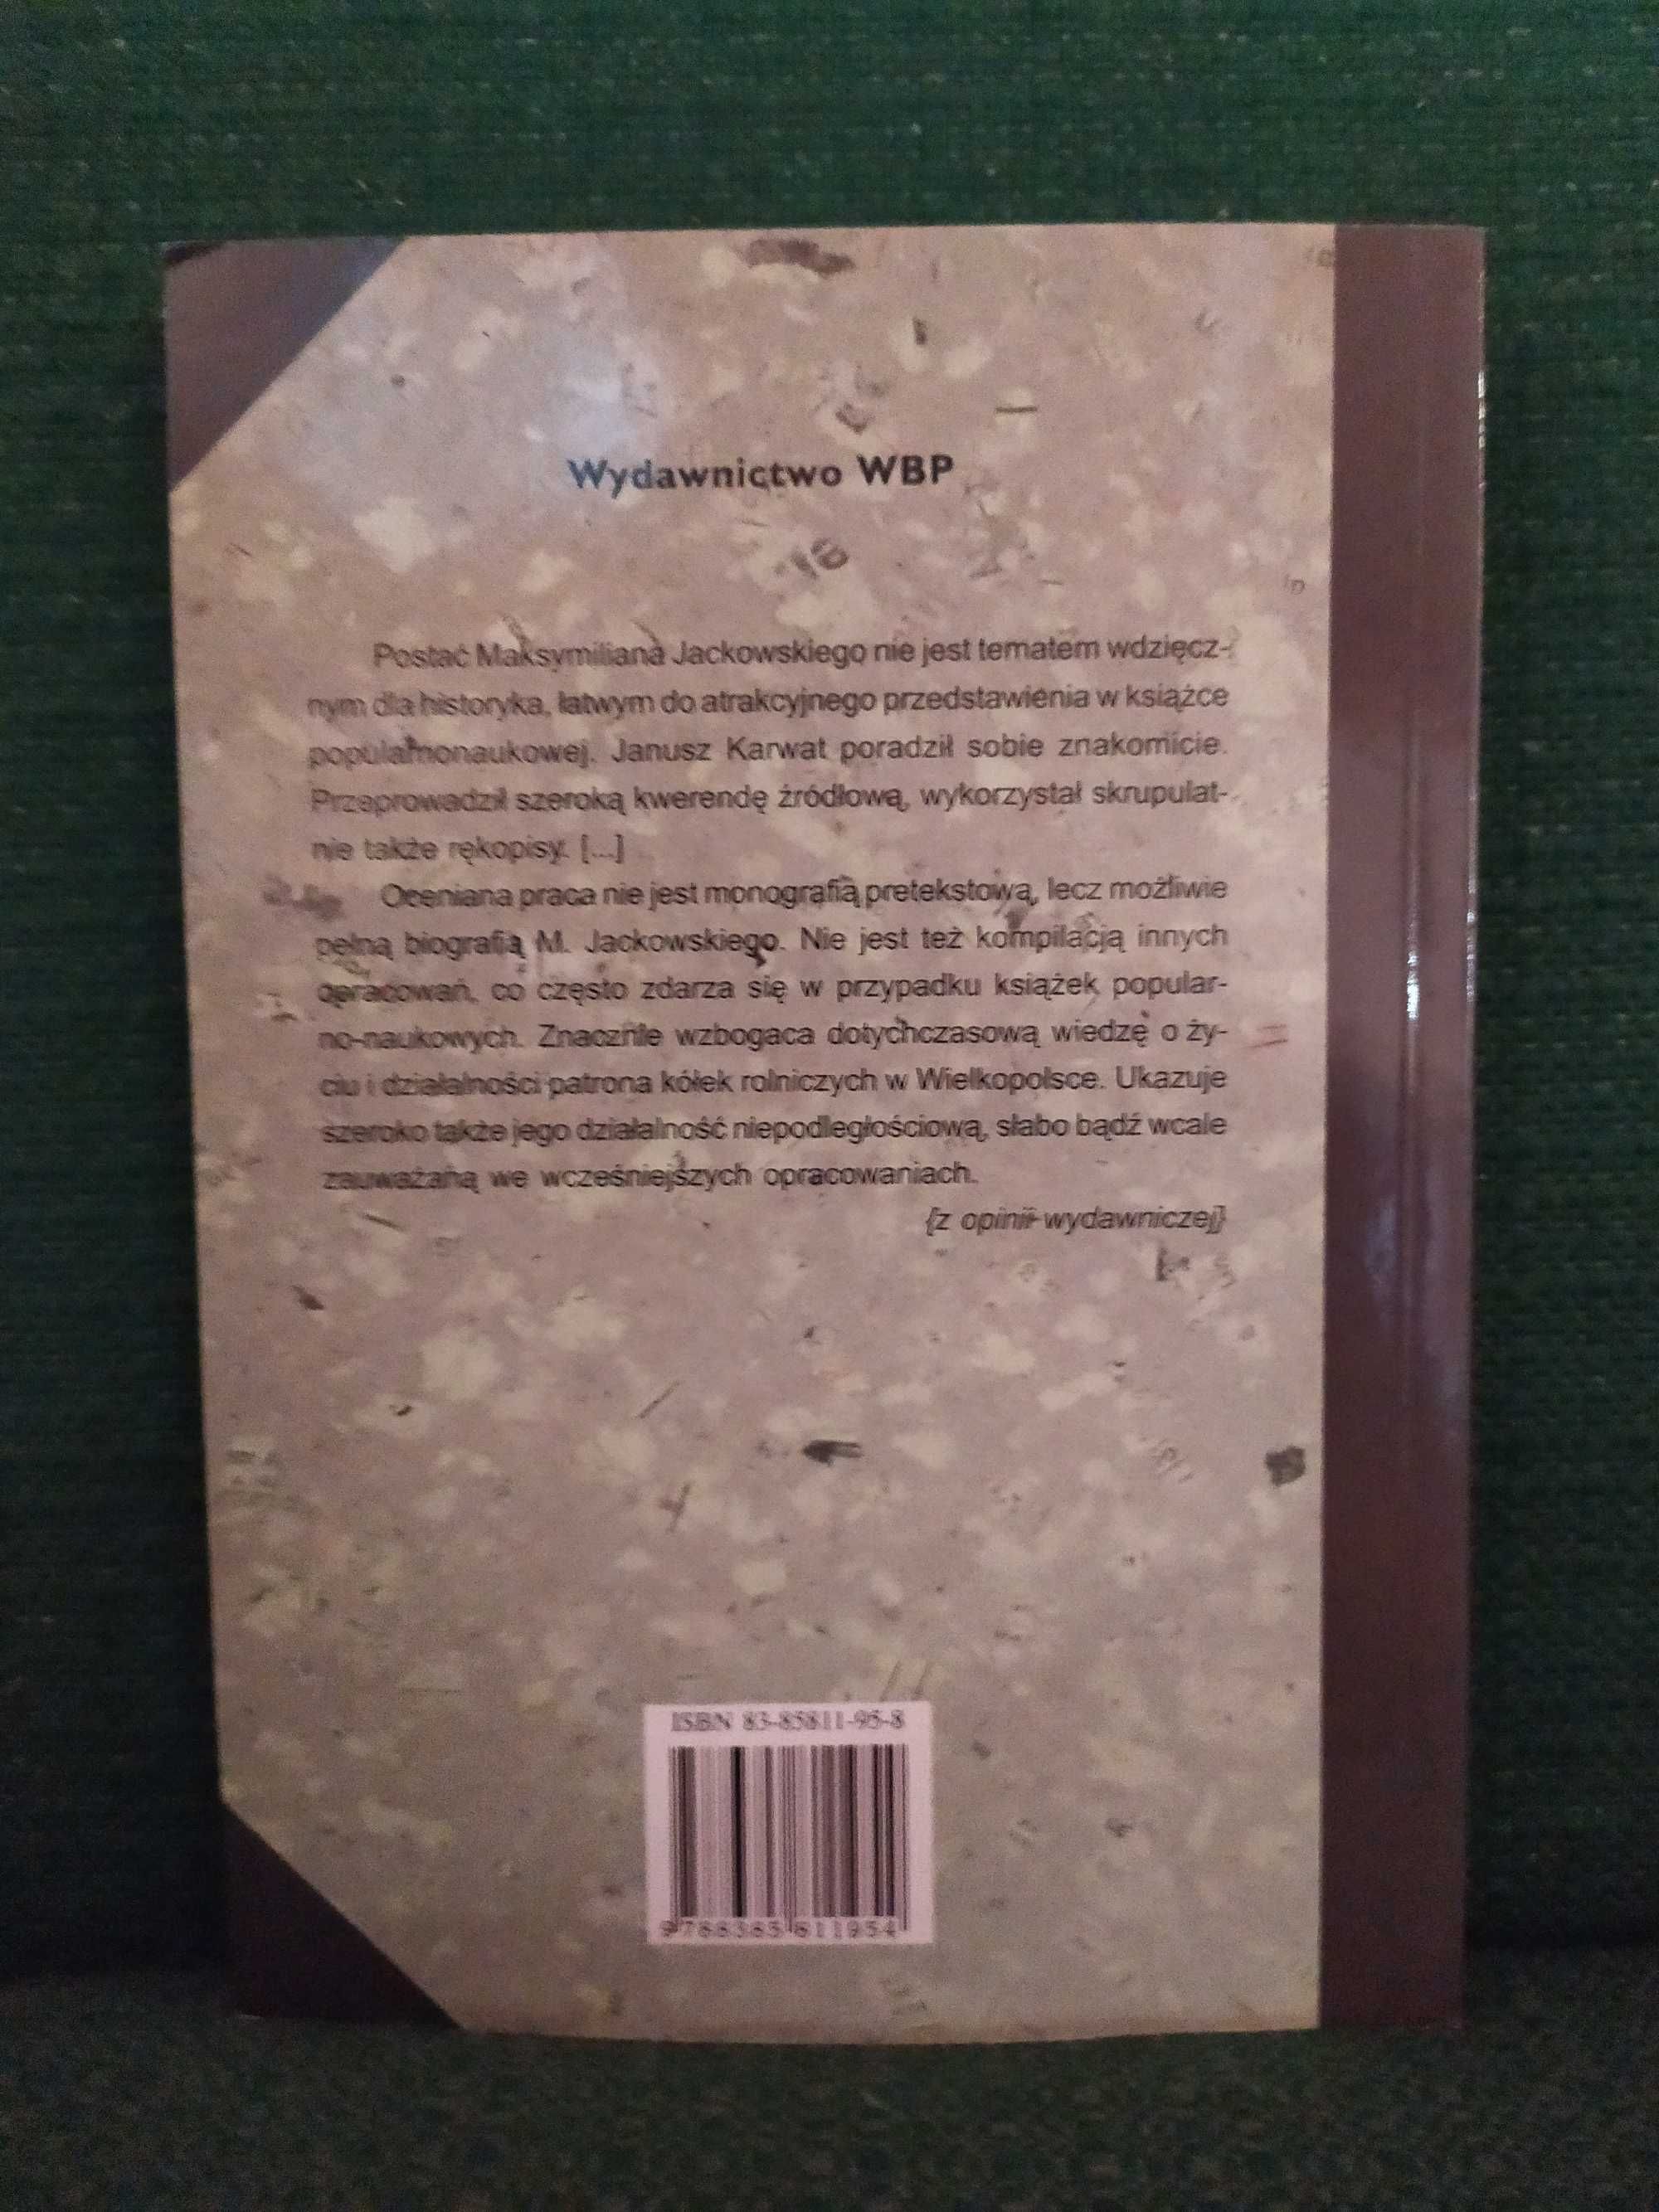 Wydawnictwo WBP
Postać Maksymiliana Jackowskiego nie jest tematem wdzięcz-
nym dla historyka, łatwym do atrakcyjnego przedstawienia w książce
popularnonaukowej. Janusz Karwat poradził sobie znakomicie.
Przeprowadził szeroką kwerendę źródłową, wykorzystał skrupulat-
nie także rękopisy. [...]
Oceniana praca nie jest monografią pretekstową, lecz możliwie
pełną biografią M. Jackowskiego. Nie jest też kompilacją innych
opracowań, co często zdarza się w przypadku książek popular-
no-naukowych. Znacznie wzbogaca dotychczasową wiedzę o ży-
ciu i działalności patrona kółek rolniczych w Wielkopolsce. Ukazuje
szeroko także jego działalność niepodległościową, słabo bądź wcale
zauważaną we wcześniejszych opracowaniach.
{z opinii wydawniczej}
ISBN 83-85811-95-8
9788385811954